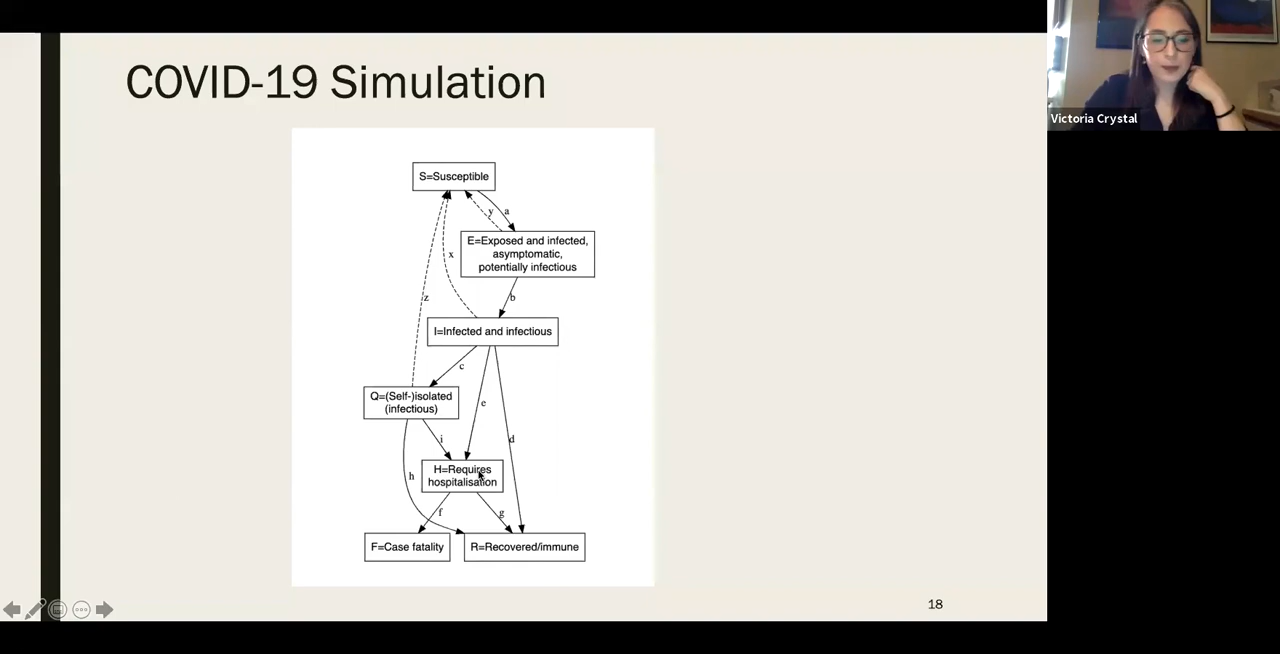 COVID-19 Simulation
Victoria Crystal
S=Susceptible
y
a
E=Exposed and infected,
asymptomatic,
potentially infectious
x
z
b
I=Infected and infectious
c
Q=(Self-)isolated
(infectious)
e
i
d
H=Requires
hospitalisation
h
f
g
F=Case fatality
R=Recovered/immune
18